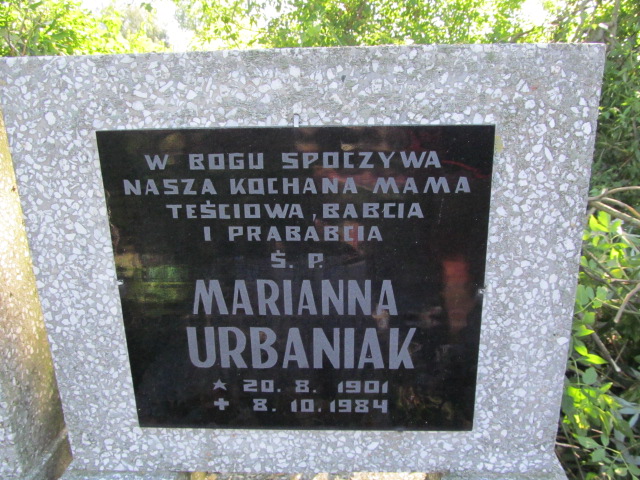 W BOGU SPOCZYWA
NASZA KOCHANA MAMA
TEŚCIOWA, BABCIA
I PRABABCIA
Ś. P.
MARIANNA
URBANIAK
★ 20. 8. 1901
✝ 8. 10. 1984